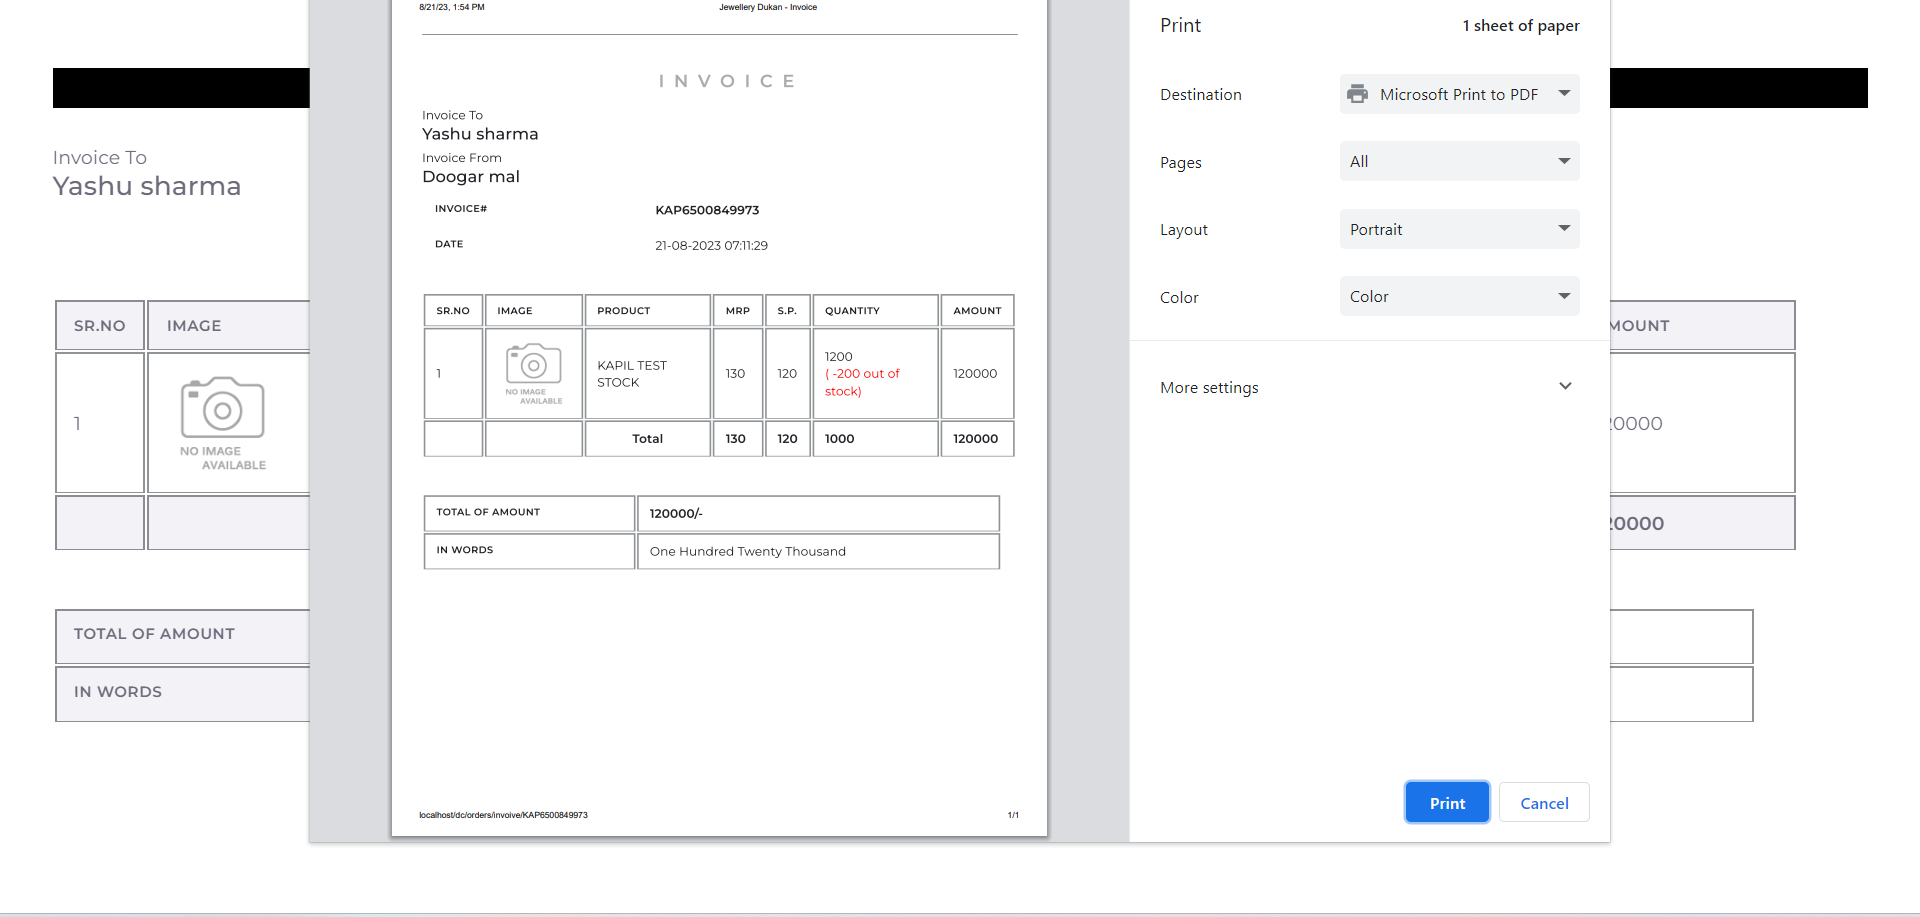 8/21/23, 1:54 PM
Jewellery Dukan - Invoice
INVOICE
Invoice To
Yashu sharma
Invoice From
Doogar mal
INVOICE# KAP6500849973
DATE 21-08-2023 07:11:29
SR.NO IMAGE PRODUCT MRP S.P. QUANTITY AMOUNT
1 NO IMAGE AVAILABLE KAPIL TEST STOCK 130 120 1200 ( -200 out of stock) 120000
Total 130 120 1000 120000
TOTAL OF AMOUNT 120000/-
IN WORDS One Hundred Twenty Thousand
localhost/dc/orders/invoive/KAP6500849973
1/1
Print
1 sheet of paper
Destination Microsoft Print to PDF
Pages All
Layout Portrait
Color Color
More settings
Print Cancel
Invoice To
Yashu sharma
SR.NO IMAGE
1
NO IMAGE
AVAILABLE
TOTAL OF AMOUNT
IN WORDS
MOUNT
20000
20000